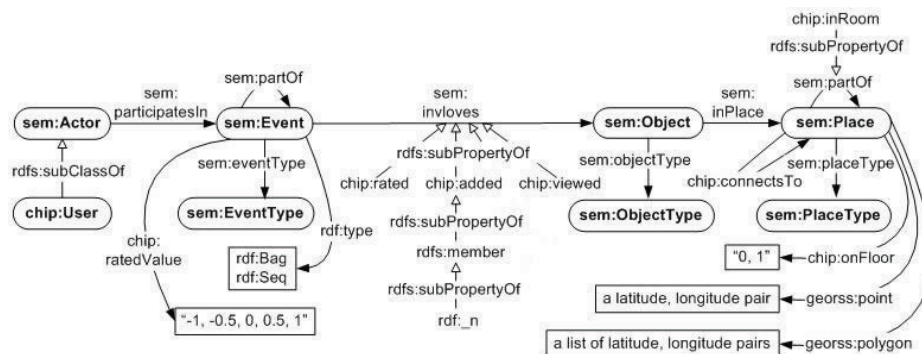 chip:inRoom
rdfs:subPropertyOf
sem:partOf
sem:
participatesIn
sem:
invloves
sem:
inPlace
sem:partOf
sem:Actor
sem:Event
sem:Object
sem:Place
rdfs:subClassOf
sem:eventType
rdfs:subPropertyOf
sem:objectType
sem:placeType
chip:rated
chip:added
chip:viewed
chip:connectsTo
chip:User
sem:EventType
rdf:type
rdfs:subPropertyOf
sem:ObjectType
sem:PlaceType
chip:
ratedValue
rdf:Bag
rdf:Seq
rdfs:member
"0, 1"
chip:onFloor
rdfs:subPropertyOf
a latitude, longitude pair
georss:point
"-1, -0.5, 0, 0.5, 1"
rdf:_n
a list of latitude, longitude pairs
georss:polygon